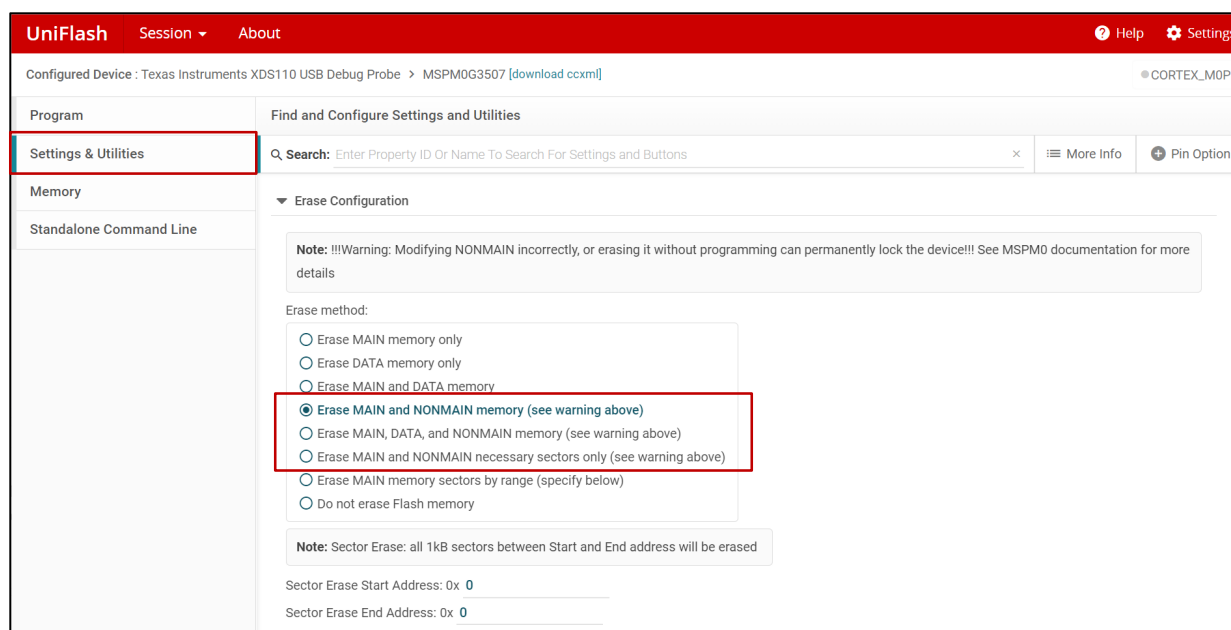 UniFlash Session About Help Settings
Configured Device : Texas Instruments XDS110 USB Debug Probe > MSPM0G3507 [download ccxml] CORTEX_M0P
Program
Find and Configure Settings and Utilities
Settings & Utilities
Search: Enter Property ID Or Name To Search For Settings and Buttons × More Info Pin Option
Memory
Erase Configuration
Standalone Command Line
Note: !!!Warning: Modifying NONMAIN incorrectly, or erasing it without programming can permanently lock the device!!! See MSPM0 documentation for more
details
Erase method:
Erase MAIN memory only
Erase DATA memory only
Erase MAIN and DATA memory
Erase MAIN and NONMAIN memory (see warning above)
Erase MAIN, DATA, and NONMAIN memory (see warning above)
Erase MAIN and NONMAIN necessary sectors only (see warning above)
Erase MAIN memory sectors by range (specify below)
Do not erase Flash memory
Note: Sector Erase: all 1kB sectors between Start and End address will be erased
Sector Erase Start Address: 0x 0
Sector Erase End Address: 0x 0